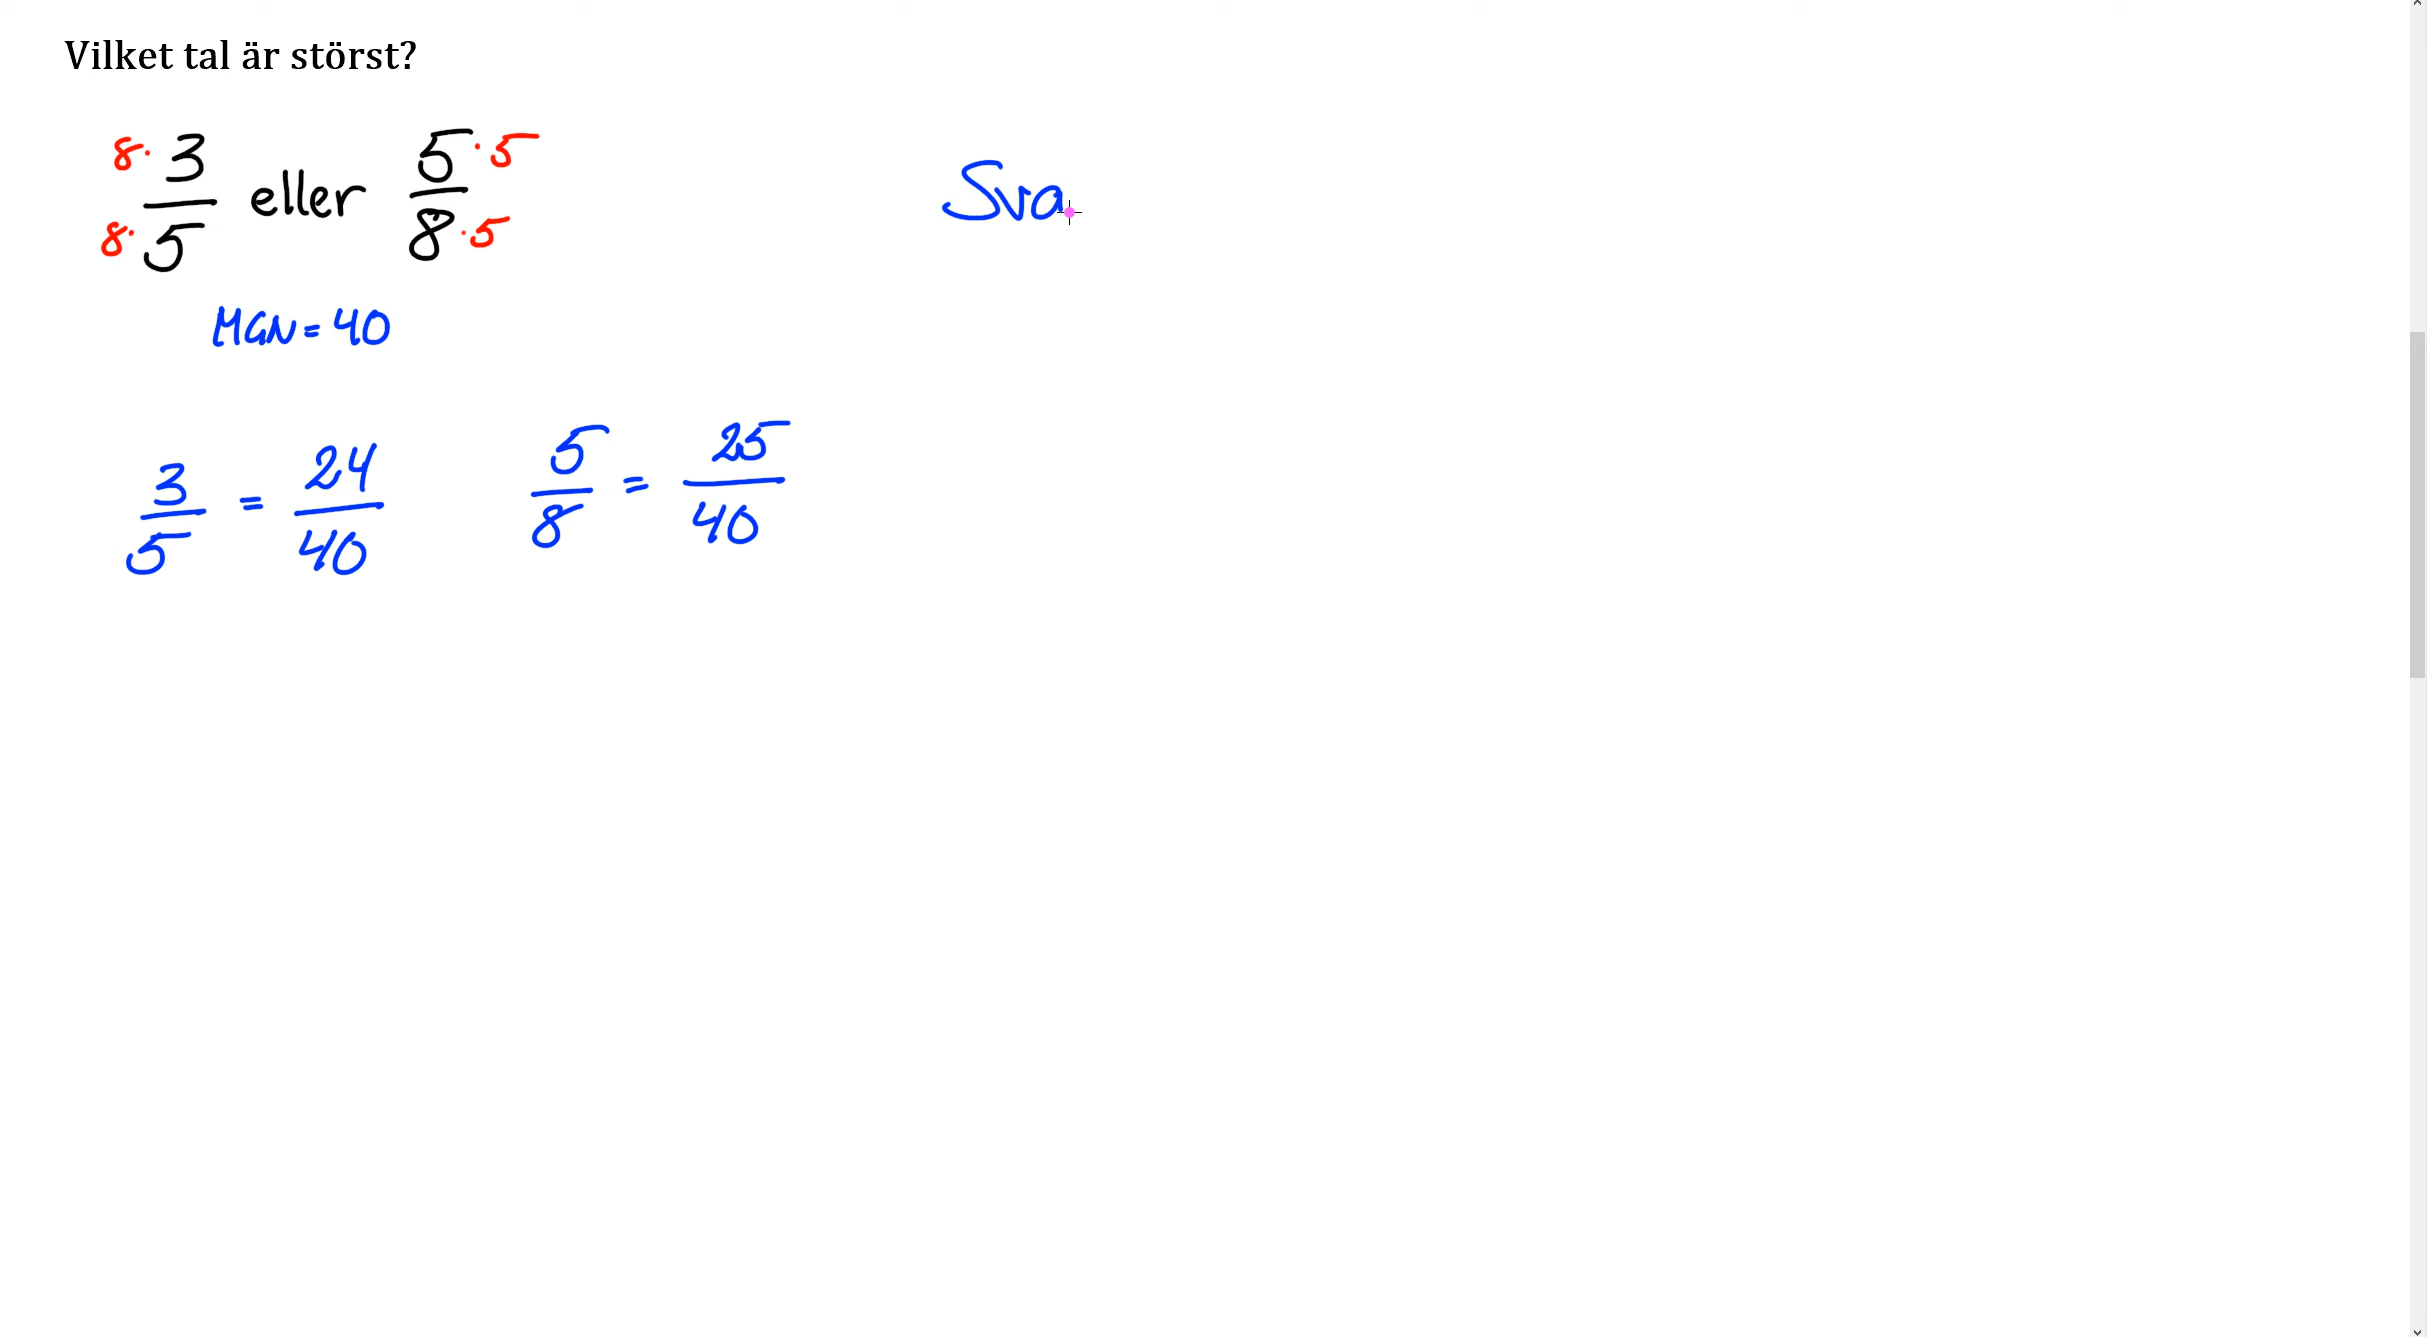 Vilket tal är störst?
8· 3/8· 5 eller 5 ·5/8 ·5
Sva
MGN = 40
3/5 = 24/40
5/8 = 25/40